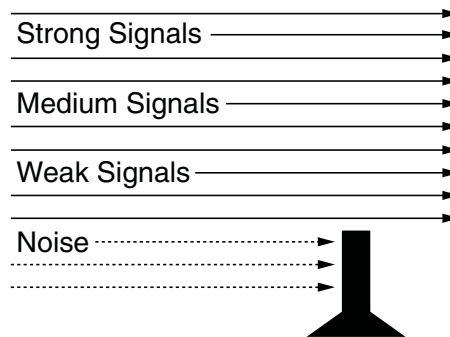 Strong Signals
Medium Signals
Weak Signals
Noise